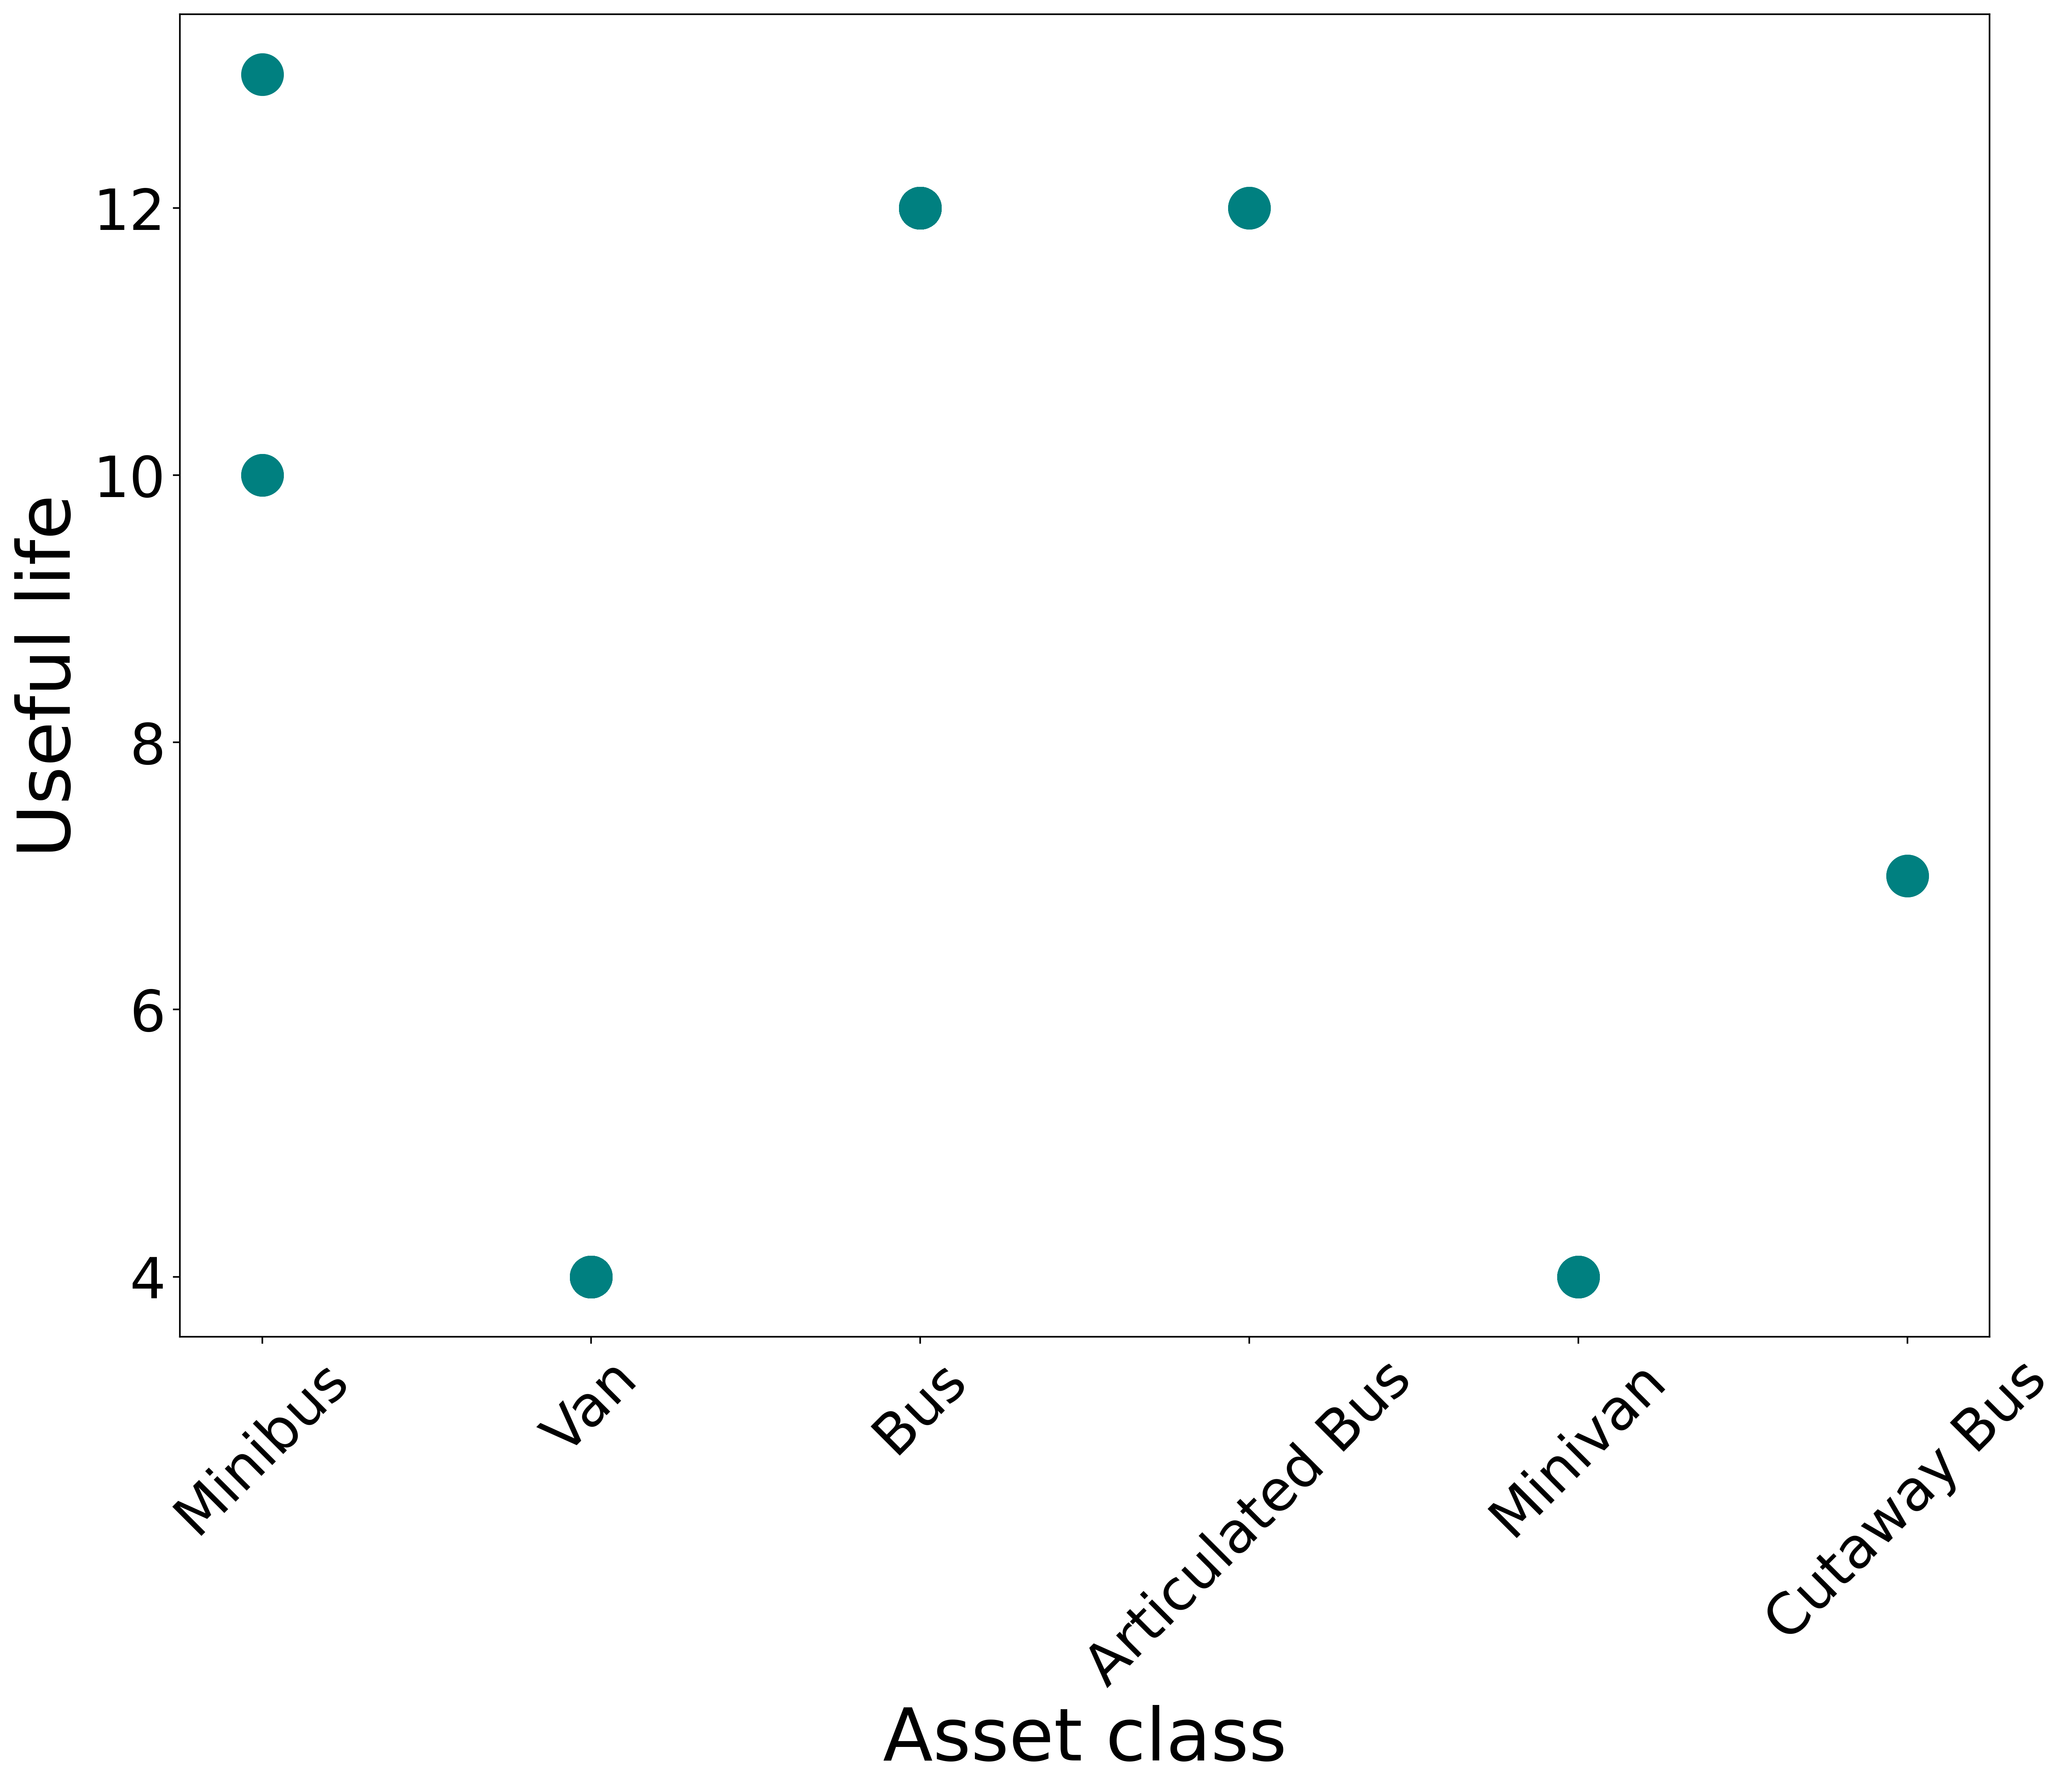 Useful life
12
10
8
6
4
Minibus
Van
Bus
Articulated Bus
Minivan
Cutaway Bus
Asset class